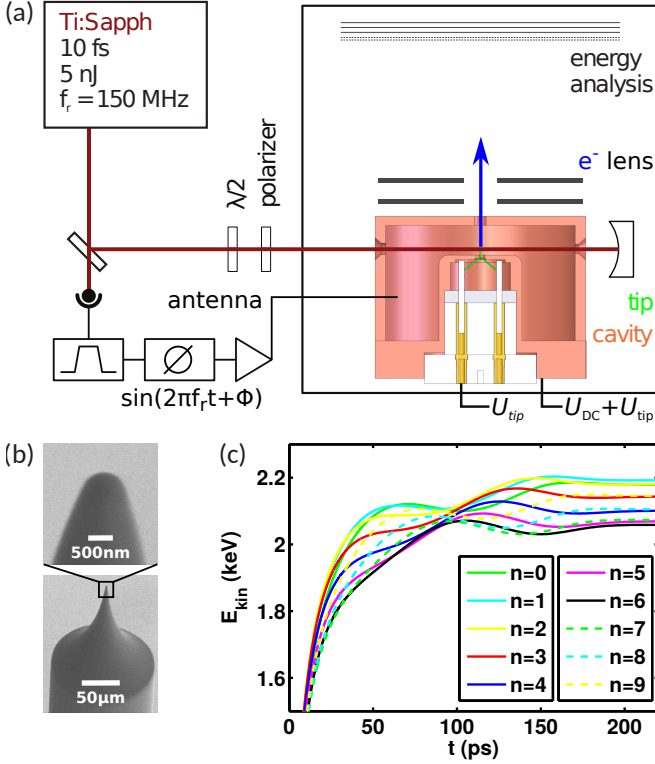 (a)
Ti:Sapph
10 fs
5 nJ
f_r = 150 MHz
energy
analysis
λ/2
polarizer
e⁻ lens
antenna
tip
cavity
sin(2πf_rt+Φ)
U_tip
U_DC+U_tip
(b)
500nm
50μm
(c)
E_kin (keV)
2.2
2
1.8
1.6
0
50
100
150
200
t (ps)
n=0
n=1
n=2
n=3
n=4
n=5
n=6
n=7
n=8
n=9